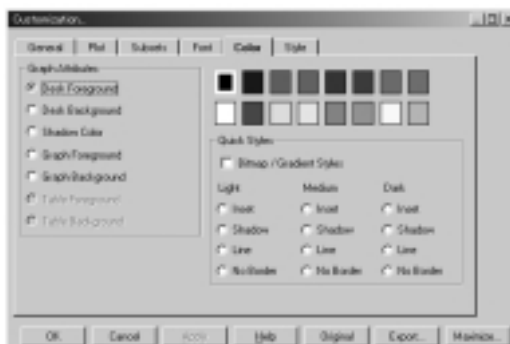 Customization...
General Plot Subsets Font Color Style
Graph Attributes
Desk Foreground
Desk Background
Shadow Color
Graph Foreground
Graph Background
Table Foreground
Table Background
Quick Styles
Bitmap / Gradient Styles
Light Medium Dark
Inset Inset Inset
Shadow Shadow Shadow
Line Line Line
No Border No Border No Border
OK Cancel Apply Help Original Export... Maximize...